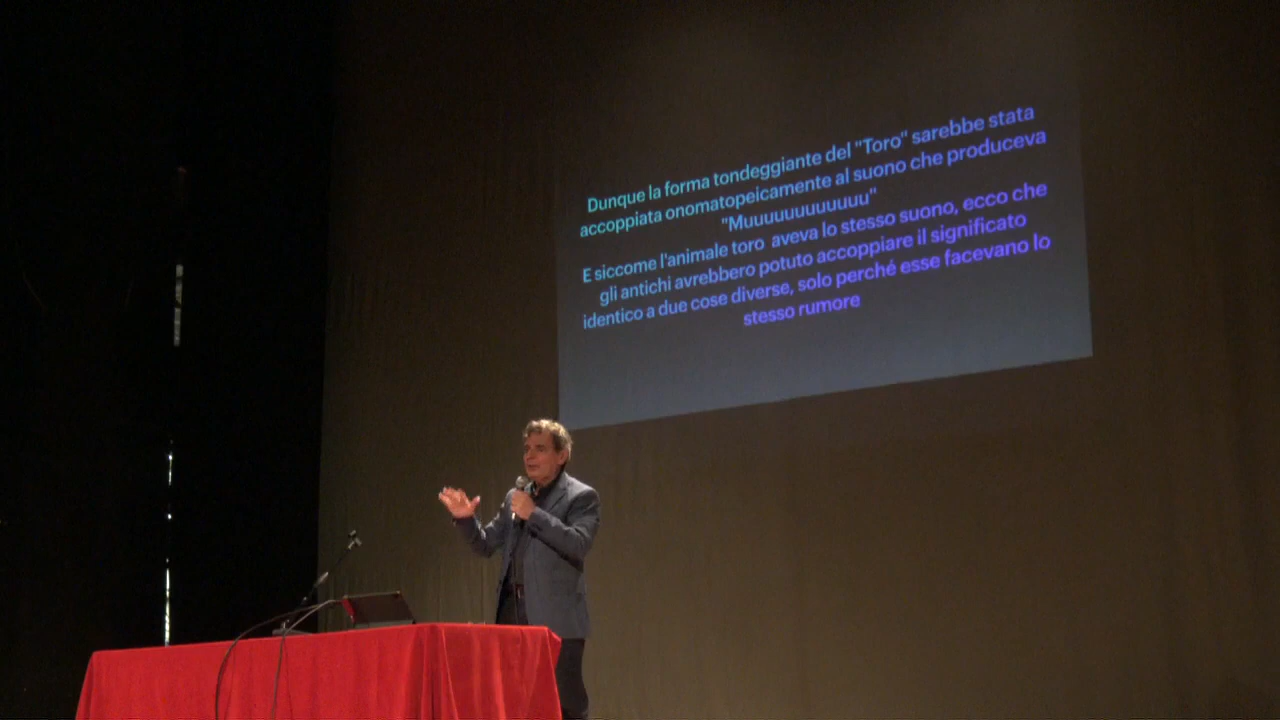 Dunque la forma tondeggiante del "Toro" sarebbe stata
accoppiata onomatopeicamente al suono che produceva
"Muuuuuuuuuuuu"
E siccome l'animale toro aveva lo stesso suono, ecco che
gli antichi avrebbero potuto accoppiare il significato
identico a due cose diverse, solo perché esse facevano lo
stesso rumore